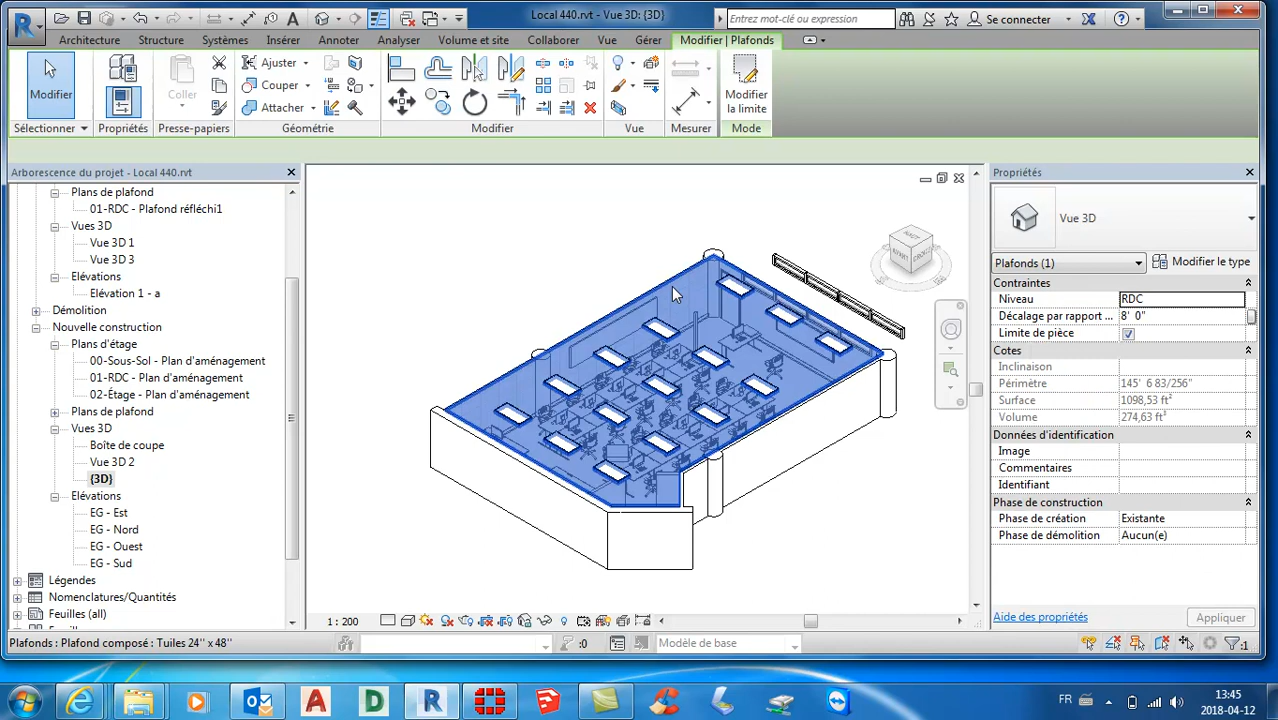 Local 440.rvt - Vue 3D: {3D}
Entrez mot-clé ou expression
Se connecter
Architecture
Structure
Systèmes
Insérer
Annoter
Analyser
Volume et site
Collaborer
Vue
Gérer
Modifier | Plafonds
Modifier
Coller
Ajuster
Couper
Attacher
Modifier
la limite
Sélectionner
Propriétés
Presse-papiers
Géométrie
Modifier
Vue
Mesurer
Mode
Arborescence du projet - Local 440.rvt
Plans de plafond
01-RDC - Plafond réfléchi1
Vues 3D
Vue 3D 1
Vue 3D 3
Elévations
Elévation 1 - a
Démolition
Nouvelle construction
Plans d'étage
00-Sous-Sol - Plan d'aménagement
01-RDC - Plan d'aménagement
02-Étage - Plan d'aménagement
Plans de plafond
Vues 3D
Boîte de coupe
Vue 3D 2
{3D}
Elévations
EG - Est
EG - Nord
EG - Ouest
EG - Sud
Légendes
Nomenclatures/Quantités
Feuilles (all)
1 : 200
Propriétés
Vue 3D
Plafonds (1)
Modifier le type
Contraintes
Niveau RDC
Décalage par rapport ... 8' 0"
Limite de pièce
Cotes
Inclinaison
Périmètre 145' 6 83/256"
Surface 1098,53 ft²
Volume 274,63 ft³
Données d'identification
Image
Commentaires
Identifiant
Phase de construction
Phase de création Existante
Phase de démolition Aucun(e)
Aide des propriétés
Appliquer
Plafonds : Plafond composé : Tuiles 24" x 48"
:0
Modèle de base
:1
FR
13:45
2018-04-12